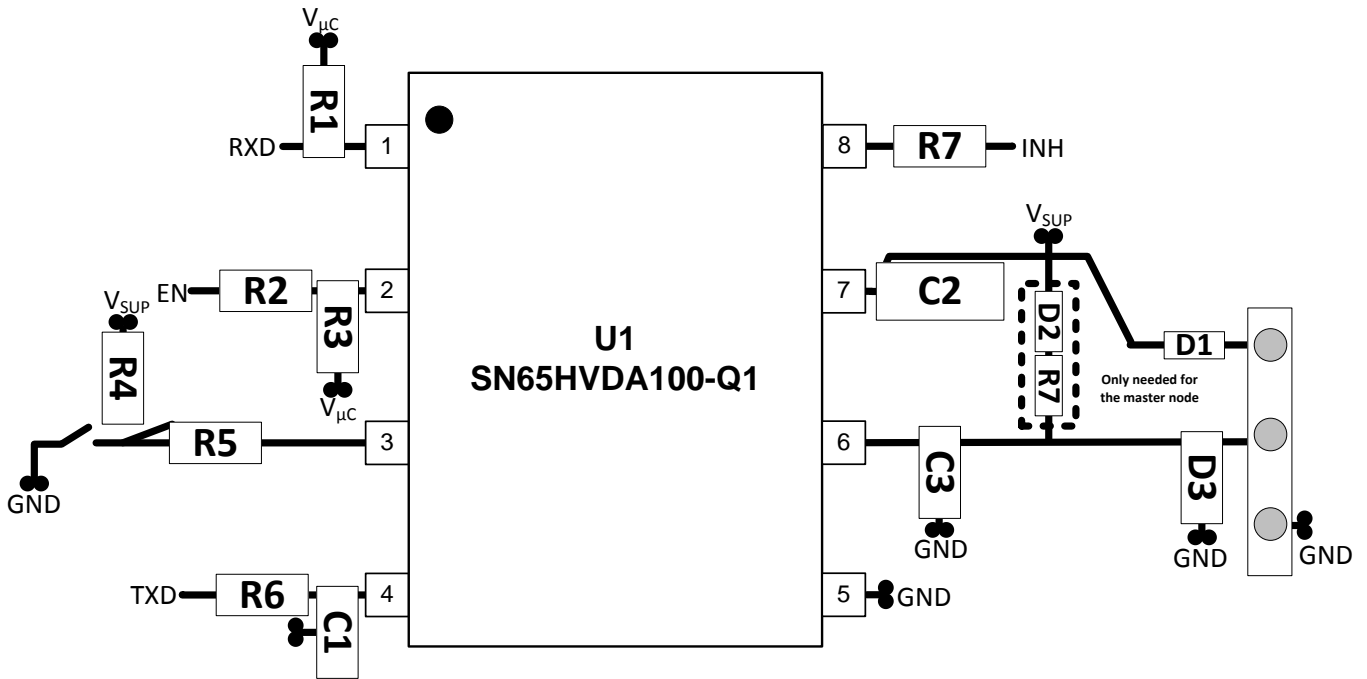 VµC
R1
RXD
1
8
R7
INH
VSUP
EN
R2
2
R3
VµC
7
C2
D2
R7
D1
Only needed for
the master node
U1
SN65HVDA100-Q1
VSUP
R4
R5
3
GND
6
C3
GND
D3
GND
GND
TXD
R6
4
C1
5
GND